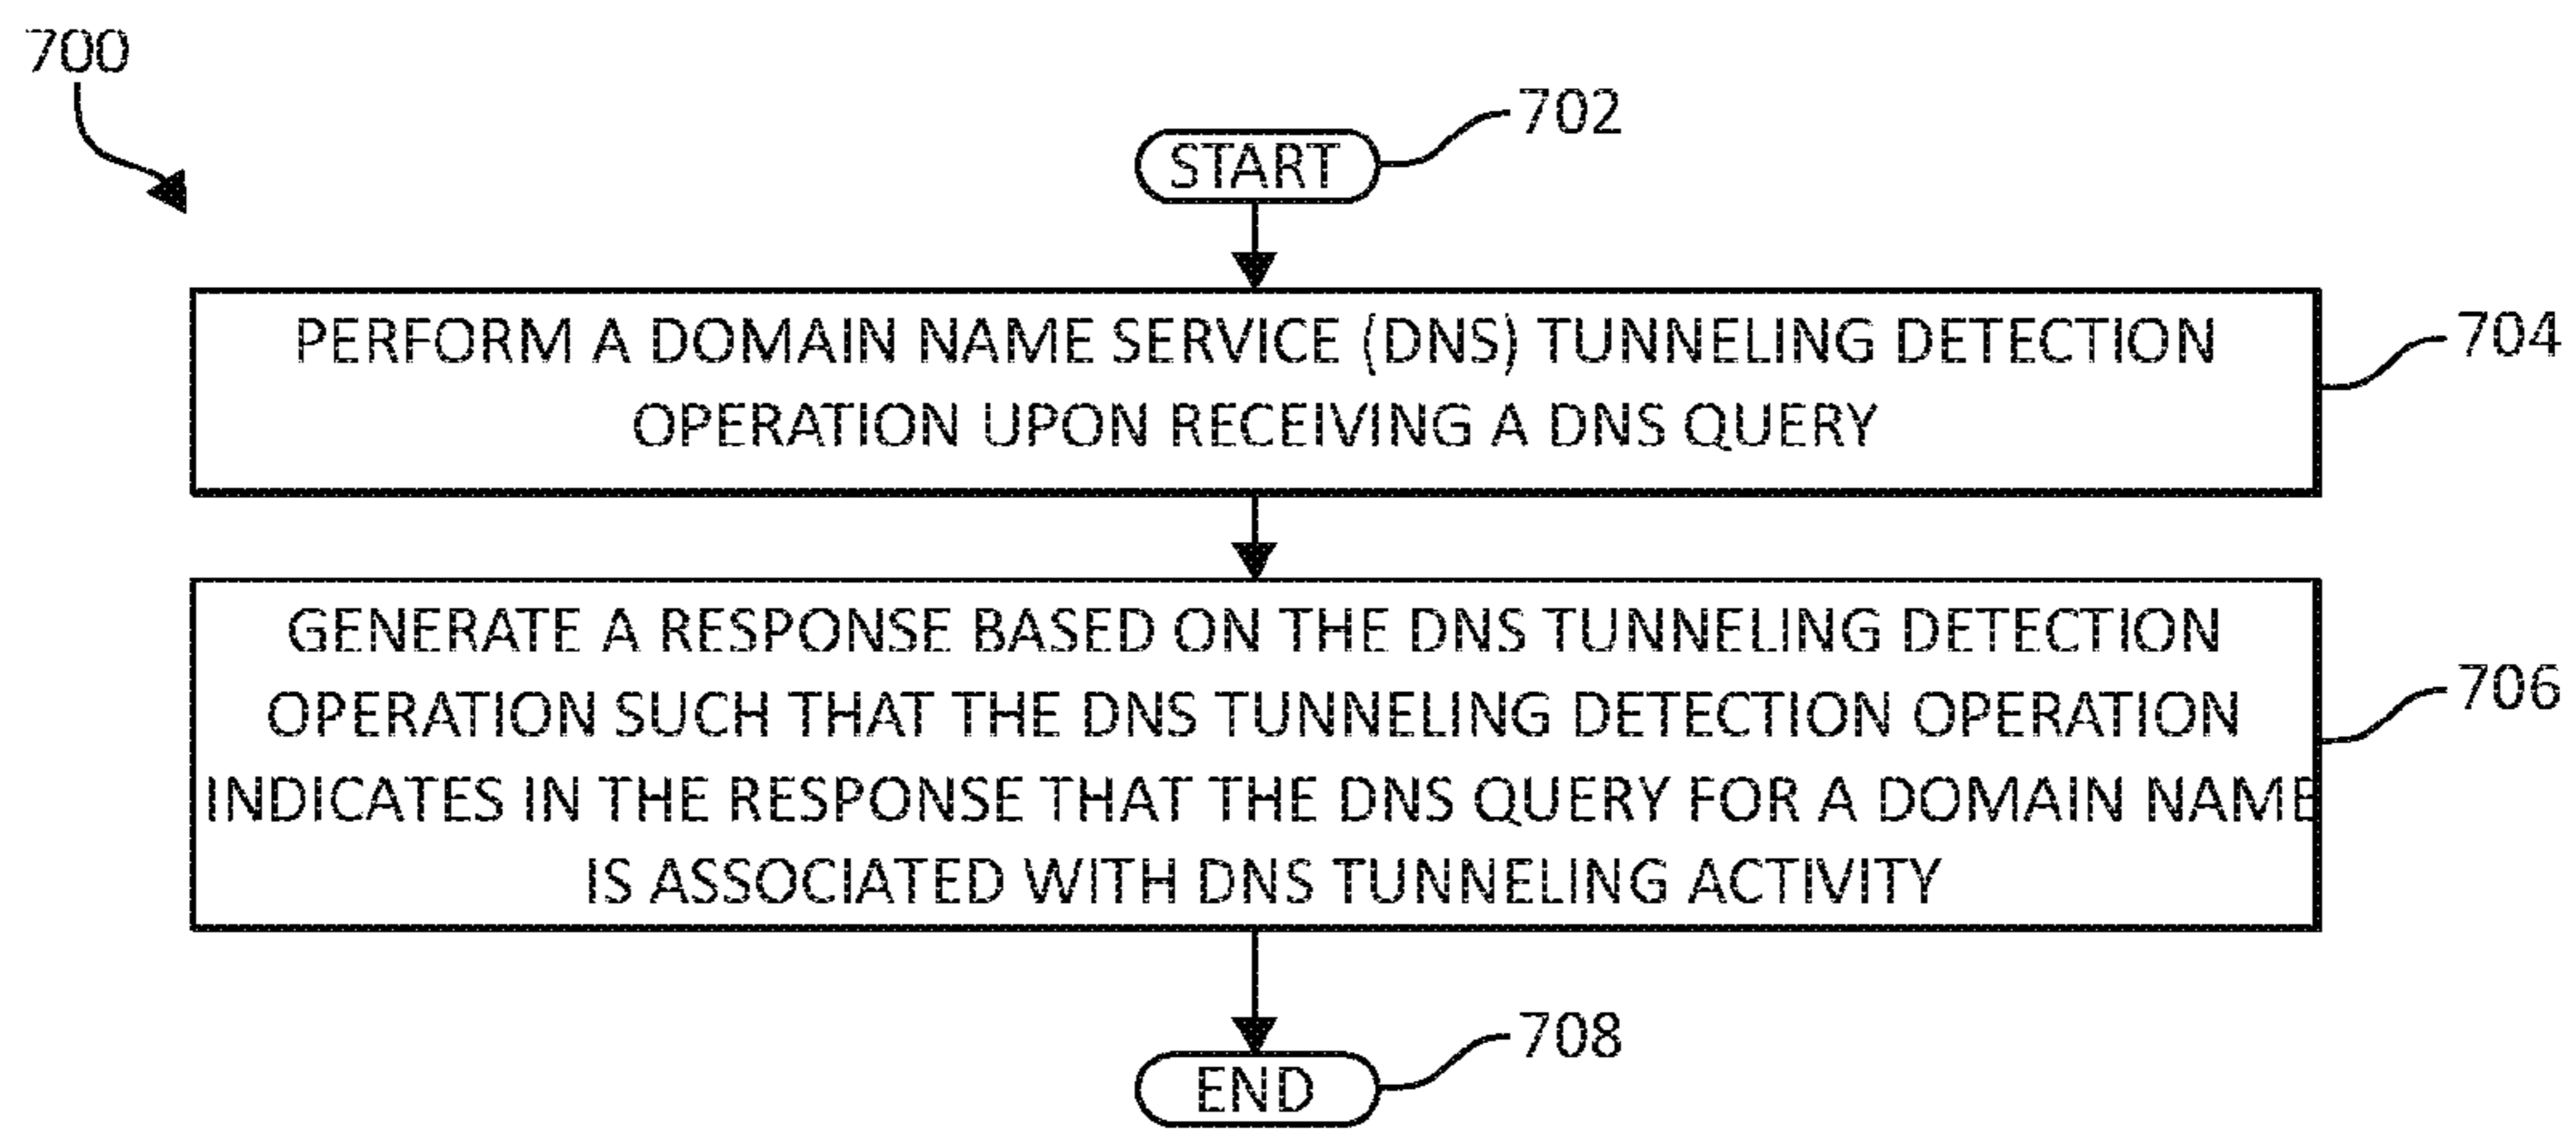 700
702
START
PERFORM A DOMAIN NAME SERVICE (DNS) TUNNELING DETECTION
OPERATION UPON RECEIVING A DNS QUERY
704
GENERATE A RESPONSE BASED ON THE DNS TUNNELING DETECTION
OPERATION SUCH THAT THE DNS TUNNELING DETECTION OPERATION
INDICATES IN THE RESPONSE THAT THE DNS QUERY FOR A DOMAIN NAME
IS ASSOCIATED WITH DNS TUNNELING ACTIVITY
706
708
END